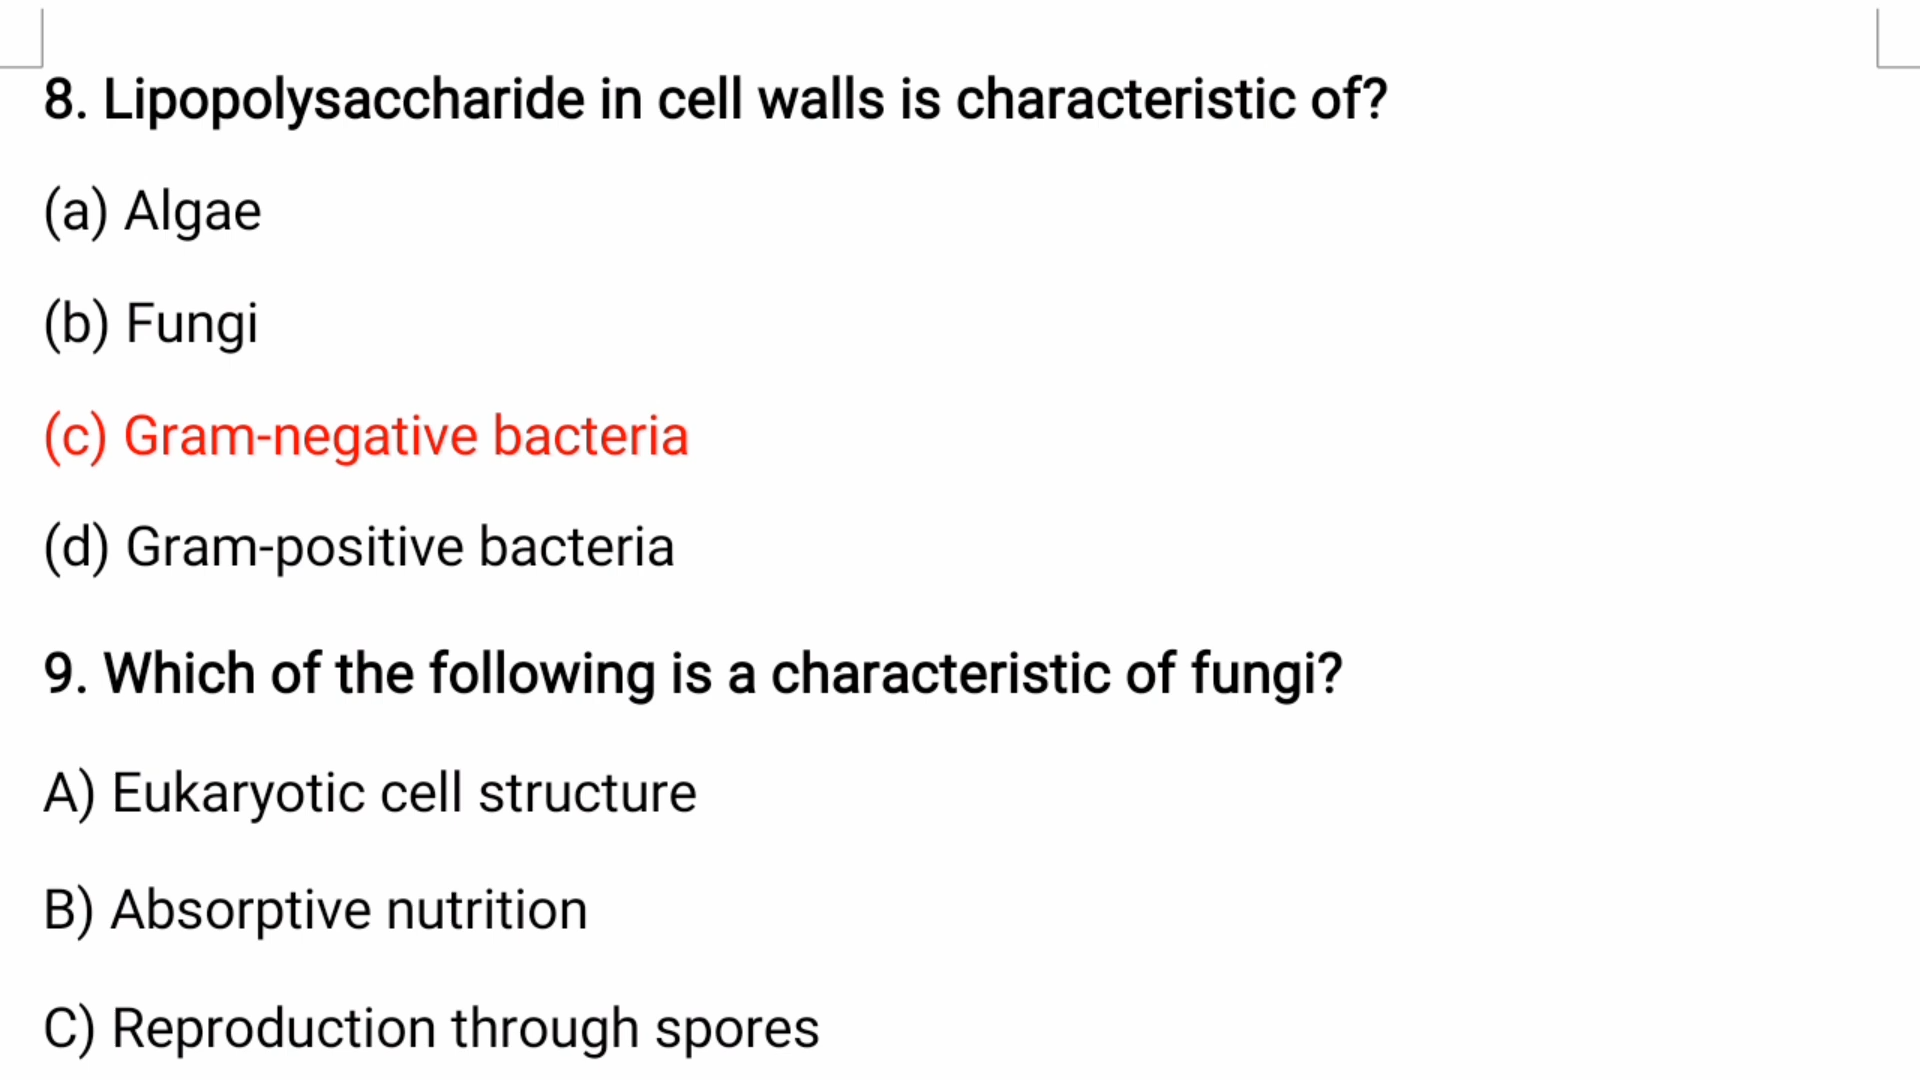 8. Lipopolysaccharide in cell walls is characteristic of?
(a) Algae
(b) Fungi
(c) Gram-negative bacteria
(d) Gram-positive bacteria
9. Which of the following is a characteristic of fungi?
A) Eukaryotic cell structure
B) Absorptive nutrition
C) Reproduction through spores